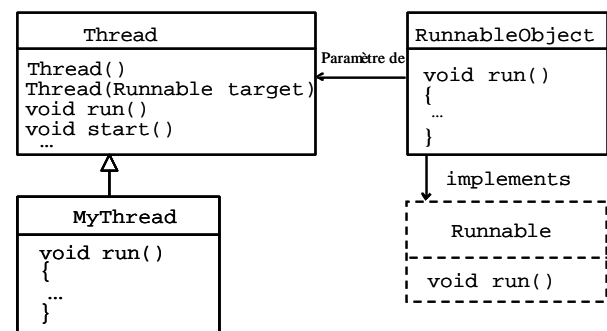 Thread
Thread()
Thread(Runnable target)
void run()
void start()
...
Paramètre de
RunnableObject
void run()
{
...
}
implements
MyThread
void run()
{
...
}
Runnable
void run()